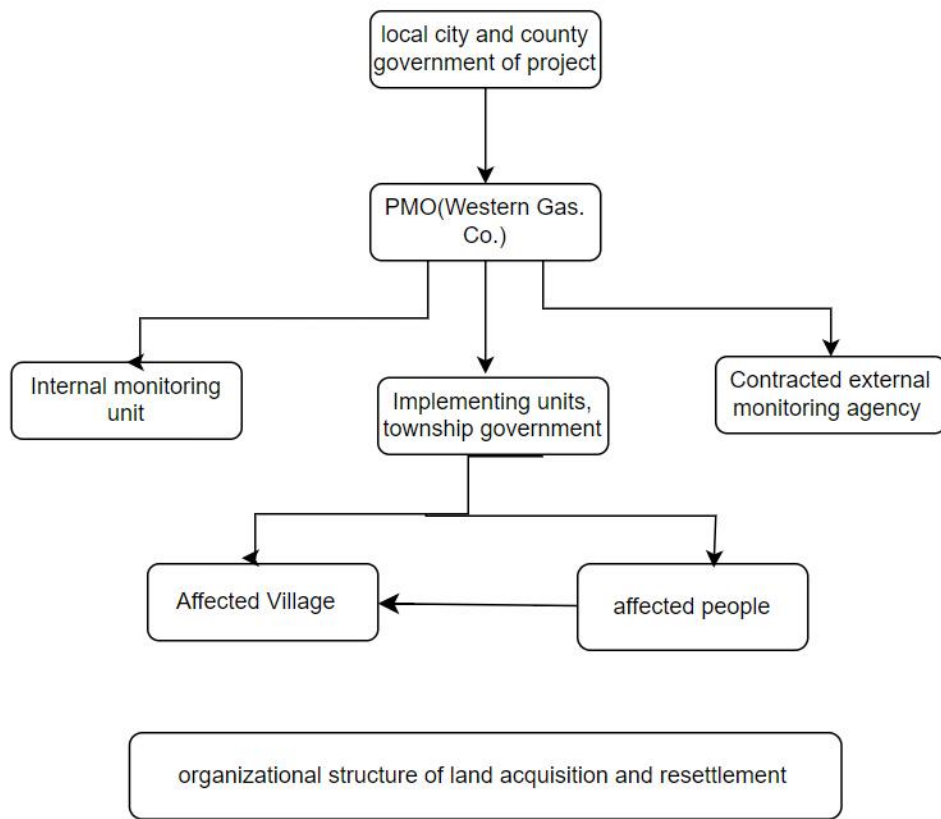 local city and county
government of project
PMO(Western Gas.
Co.)
Internal monitoring
unit
Implementing units,
township government
Contracted external
monitoring agency
Affected Village
affected people
organizational structure of land acquisition and resettlement